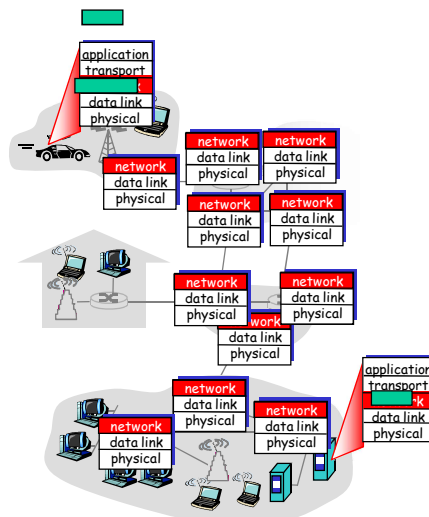 application
transport
data link
physical
network
data link
physical
network
data link
physical
network
data link
physical
network
data link
physical
network
data link
physical
network
data link
physical
network
data link
physical
network
physical
application
transport
data link
physical
network
data link
physical
network
data link
physical
network
data link
physical